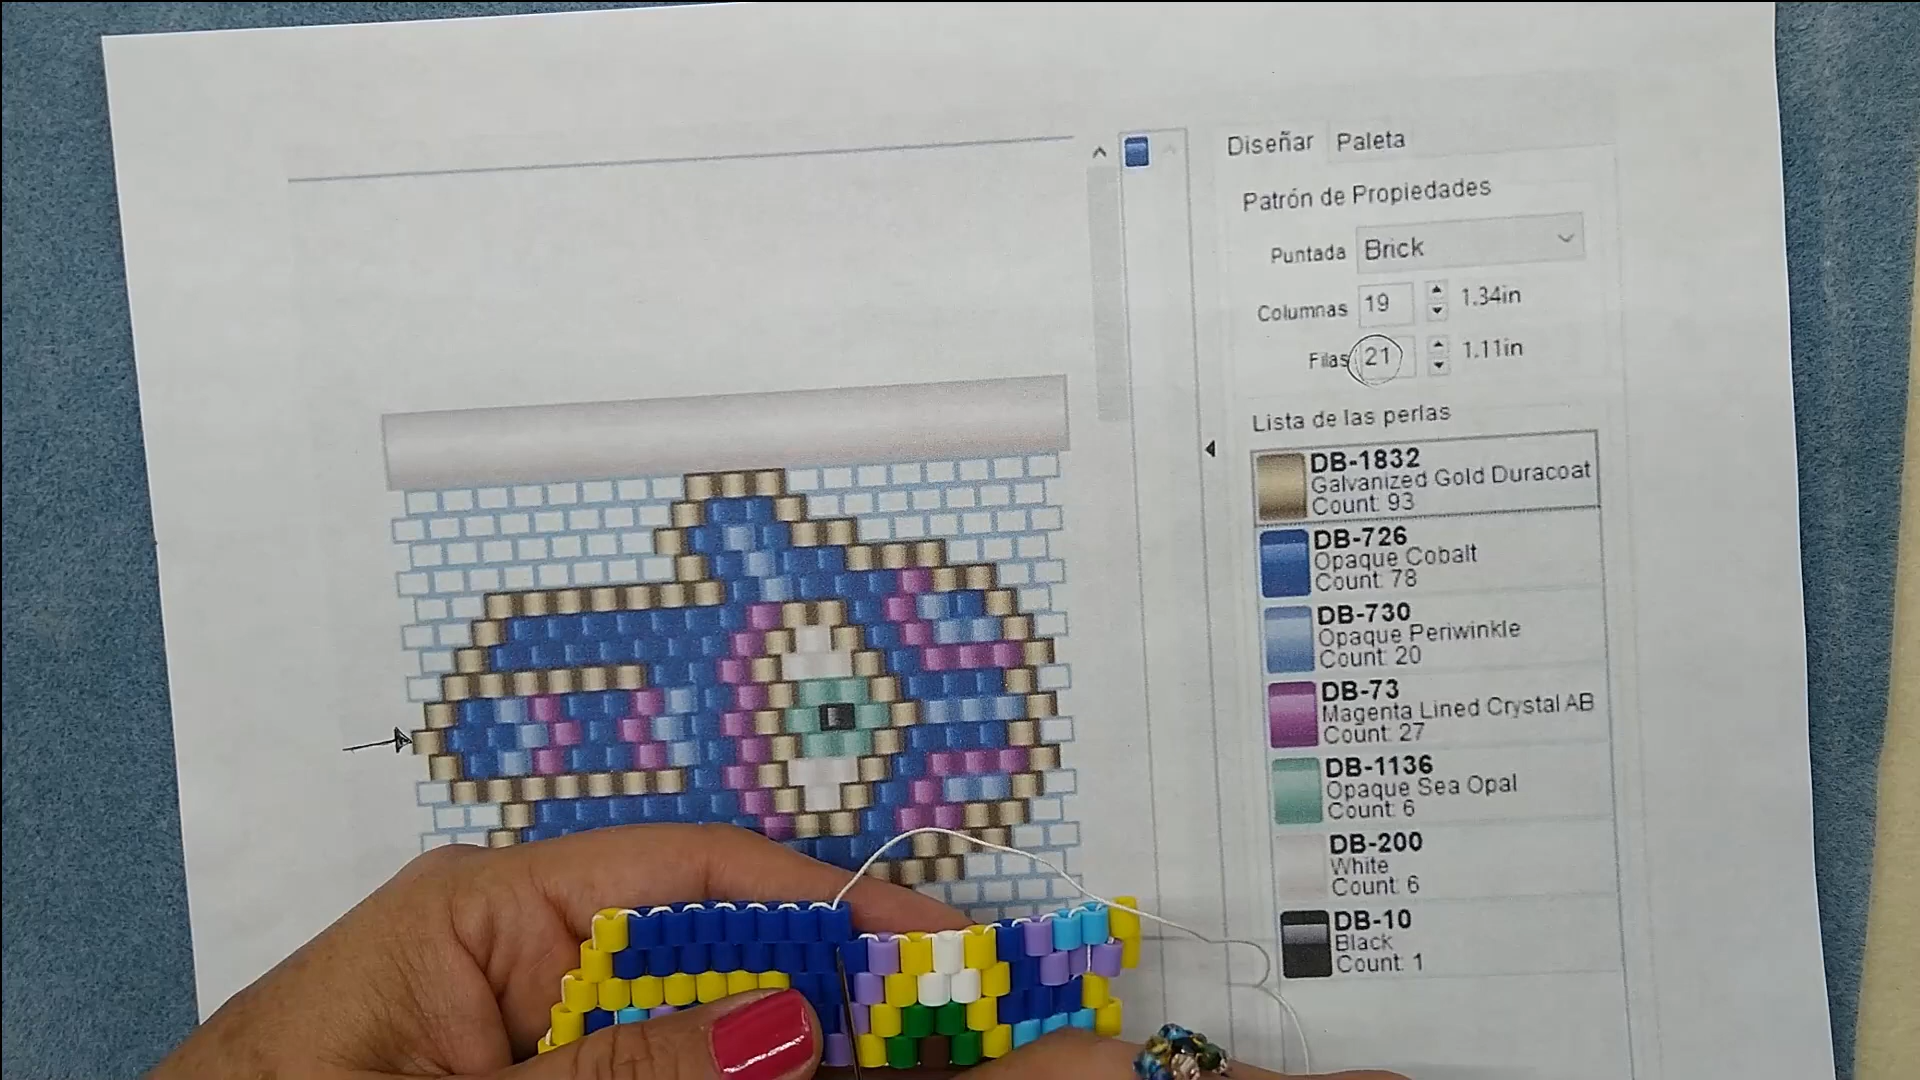 Diseñar Paleta
Patrón de Propiedades
Puntada Brick
Columnas 19 1.34in
Filas 21 1.11in
Lista de las perlas
DB-1832
Galvanized Gold Duracoat
Count: 93
DB-726
Opaque Cobalt
Count: 78
DB-730
Opaque Periwinkle
Count: 20
DB-73
Magenta Lined Crystal AB
Count: 27
DB-1136
Opaque Sea Opal
Count: 6
DB-200
White
Count: 6
DB-10
Black
Count: 1